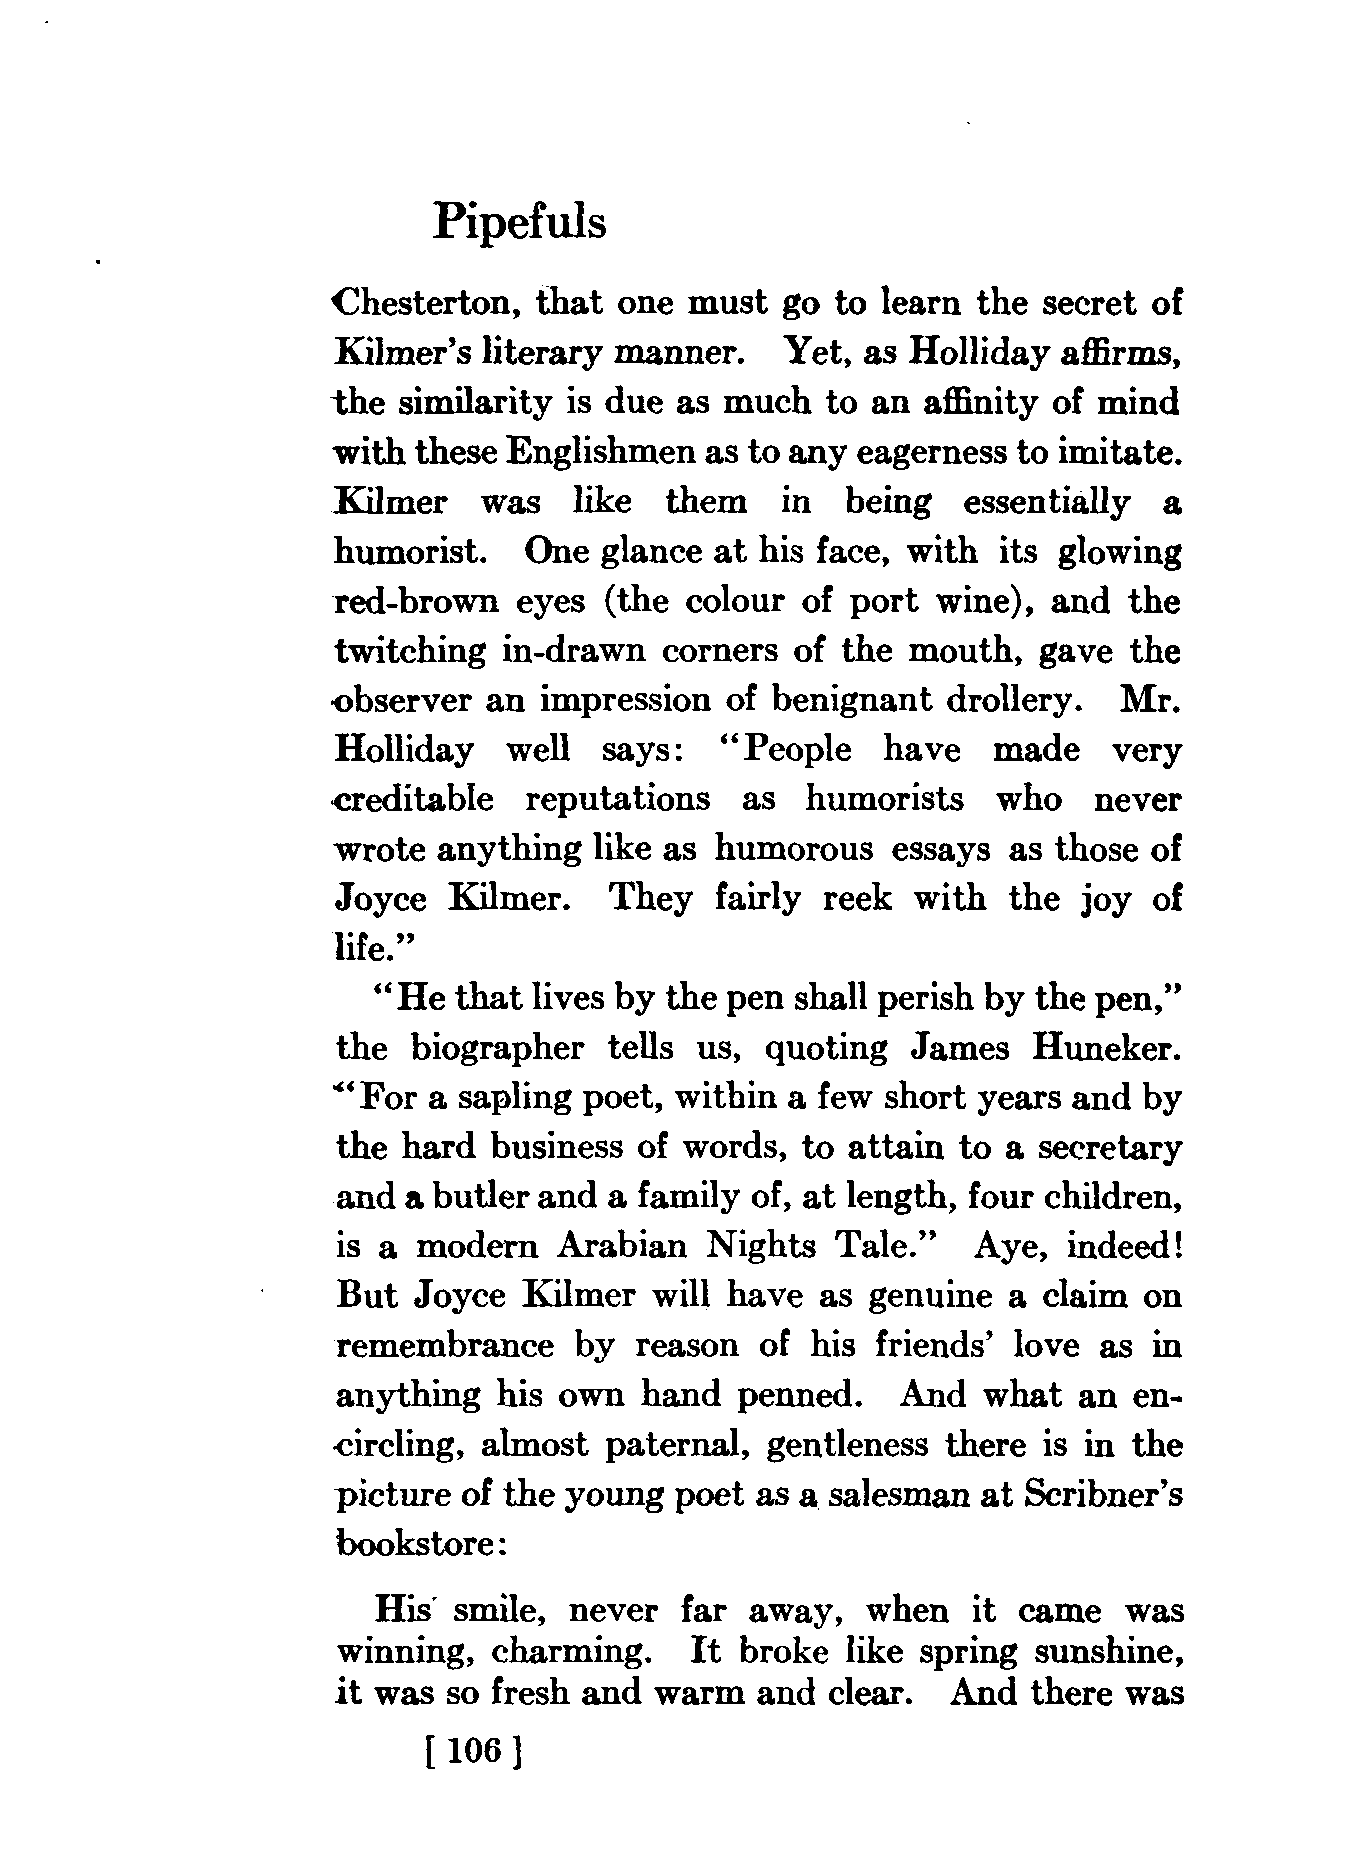 Pipefuls
Chesterton, that one must go to learn the secret of
Kilmer's literary manner. Yet, as Holliday affirms,
the similarity is due as much to an affinity of mind
with these Englishmen as to any eagerness to imitate.
Kilmer was like them in being essentially a
humorist. One glance at his face, with its glowing
red-brown eyes (the colour of port wine), and the
twitching in-drawn corners of the mouth, gave the
observer an impression of benignant drollery. Mr.
Holliday well says: "People have made very
creditable reputations as humorists who never
wrote anything like as humorous essays as those of
Joyce Kilmer. They fairly reek with the joy of
life."
"He that lives by the pen shall perish by the pen,"
the biographer tells us, quoting James Huneker.
"For a sapling poet, within a few short years and by
the hard business of words, to attain to a secretary
and a butler and a family of, at length, four children,
is a modern Arabian Nights Tale." Aye, indeed!
But Joyce Kilmer will have as genuine a claim on
remembrance by reason of his friends' love as in
anything his own hand penned. And what an en-
circling, almost paternal, gentleness there is in the
picture of the young poet as a salesman at Scribner's
bookstore:
His smile, never far away, when it came was
winning, charming. It broke like spring sunshine,
it was so fresh and warm and clear. And there was
[ 106 ]